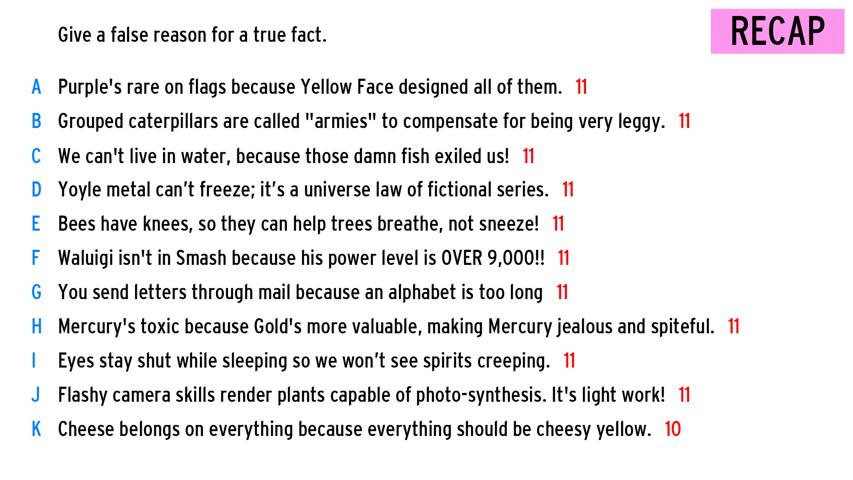 Give a false reason for a true fact.
RECAP
A Purple's rare on flags because Yellow Face designed all of them. 11
B Grouped caterpillars are called "armies" to compensate for being very leggy. 11
C We can't live in water, because those damn fish exiled us! 11
D Yoyle metal can’t freeze; it’s a universe law of fictional series. 11
E Bees have knees, so they can help trees breathe, not sneeze! 11
F Waluigi isn't in Smash because his power level is OVER 9,000!! 11
G You send letters through mail because an alphabet is too long 11
H Mercury's toxic because Gold's more valuable, making Mercury jealous and spiteful. 11
I Eyes stay shut while sleeping so we won’t see spirits creeping. 11
J Flashy camera skills render plants capable of photo-synthesis. It's light work! 11
K Cheese belongs on everything because everything should be cheesy yellow. 10